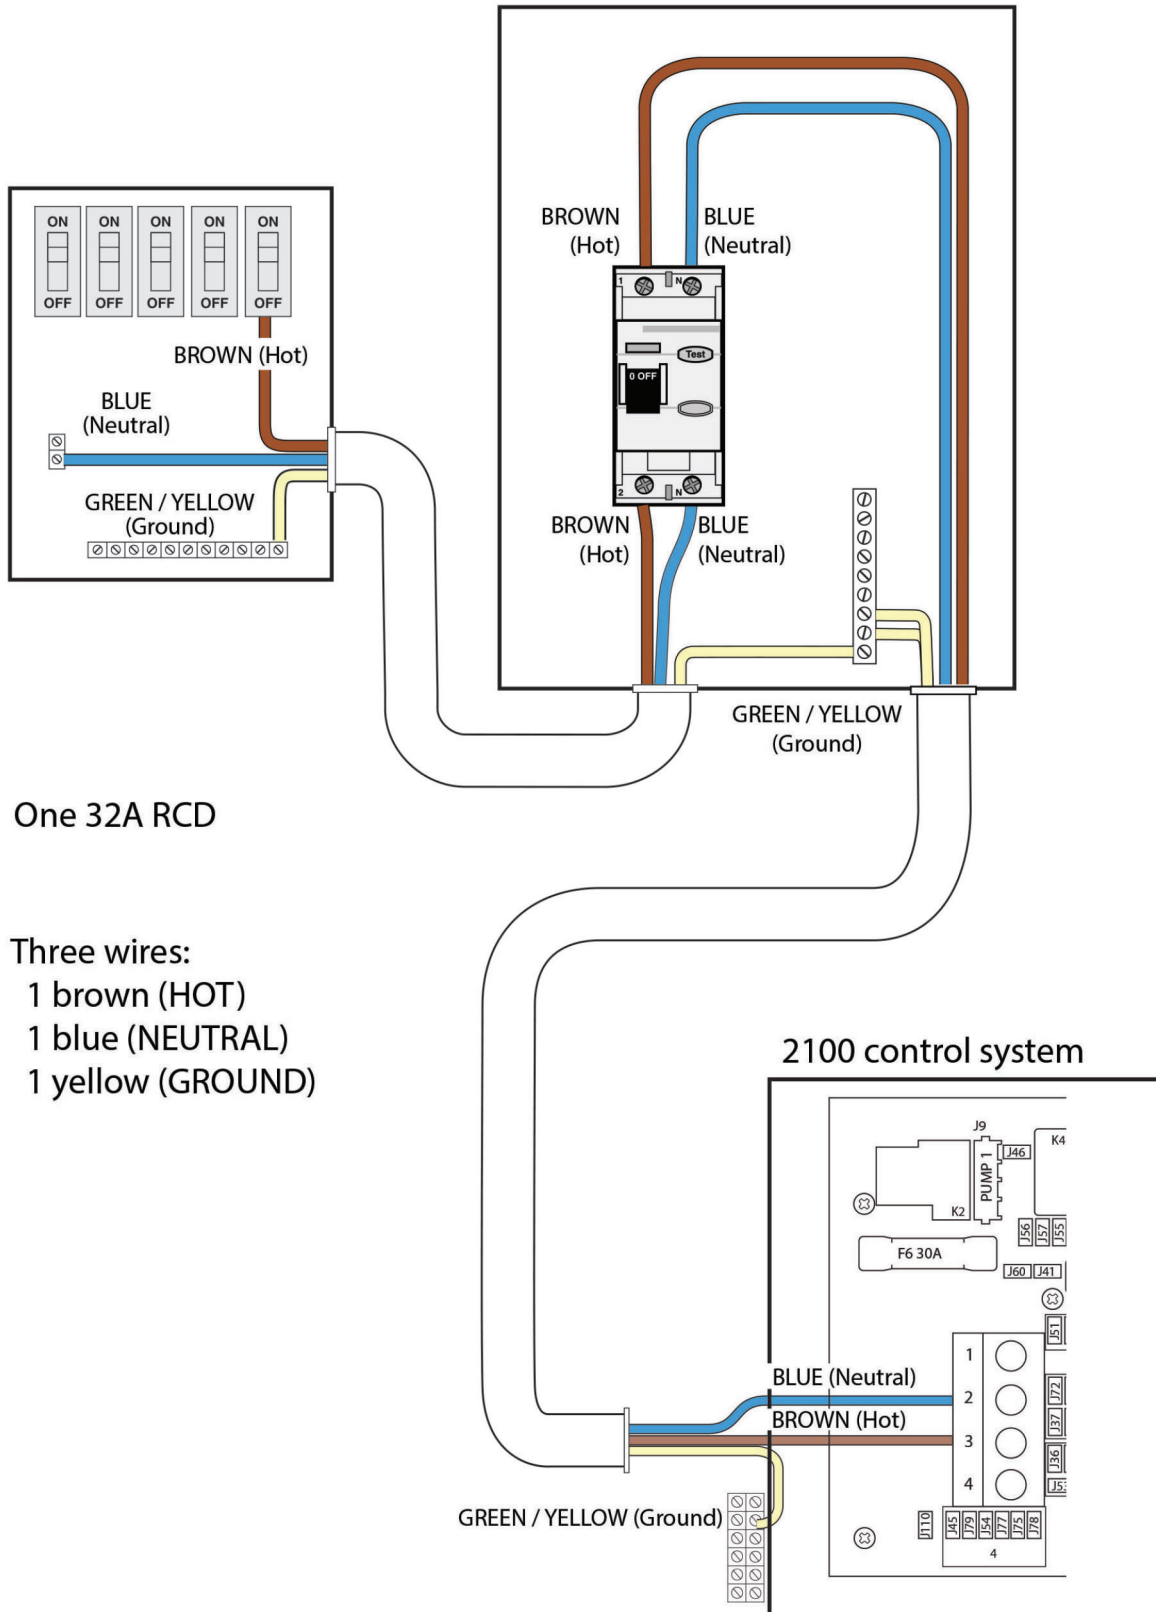 BROWN
(Hot)
BLUE
(Neutral)
1
N
Test
0 OFF
2
N
BROWN
(Hot)
BLUE
(Neutral)
GREEN / YELLOW
(Ground)
ON
ON
ON
ON
ON
OFF
OFF
OFF
OFF
OFF
BROWN (Hot)
BLUE
(Neutral)
GREEN / YELLOW
(Ground)
One 32A RCD
Three wires:
1 brown (HOT)
1 blue (NEUTRAL)
1 yellow (GROUND)
2100 control system
J9
PUMP 1
J46
K4
K2
J56
J57
J55
F6 30A
J60
J41
J51
1
2
3
4
J72
J37
J36
BLUE (Neutral)
BROWN (Hot)
GREEN / YELLOW (Ground)
J110
J45
J79
J54
J77
J75
J78
4